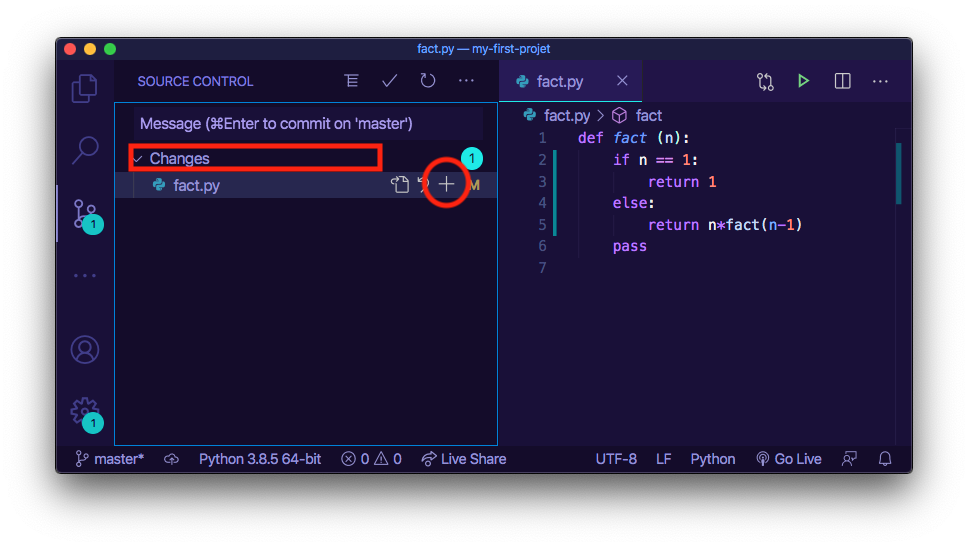 fact.py — my-first-projet
SOURCE CONTROL
Message (⌘Enter to commit on 'master')
Changes
1
fact.py
M
1
1
fact.py
fact.py > fact
1 def fact (n):
2 if n == 1:
3 return 1
4 else:
5 return n*fact(n-1)
6 pass
7
master*
Python 3.8.5 64-bit
0
0
Live Share
UTF-8
LF
Python
Go Live